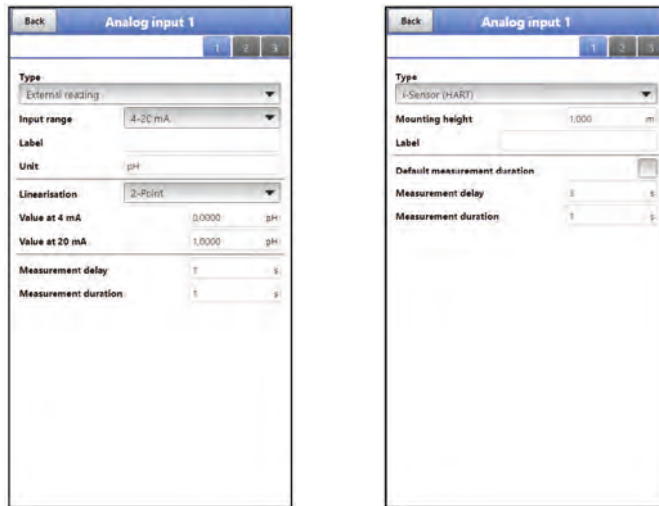 Back Analog input 1
1 2 3
Type
External reading
Input range 4-20 mA
Label
Unit pH
Linearisation 2-Point
Value at 4 mA 0,0000 pH
Value at 20 mA 1,0000 pH
Measurement delay 1 s
Measurement duration 1 s
Back Analog input 1
1 2 3
Type
i-Sensor (HART)
Mounting height 1,000 m
Label
Default measurement duration
Measurement delay 3 s
Measurement duration 1 s